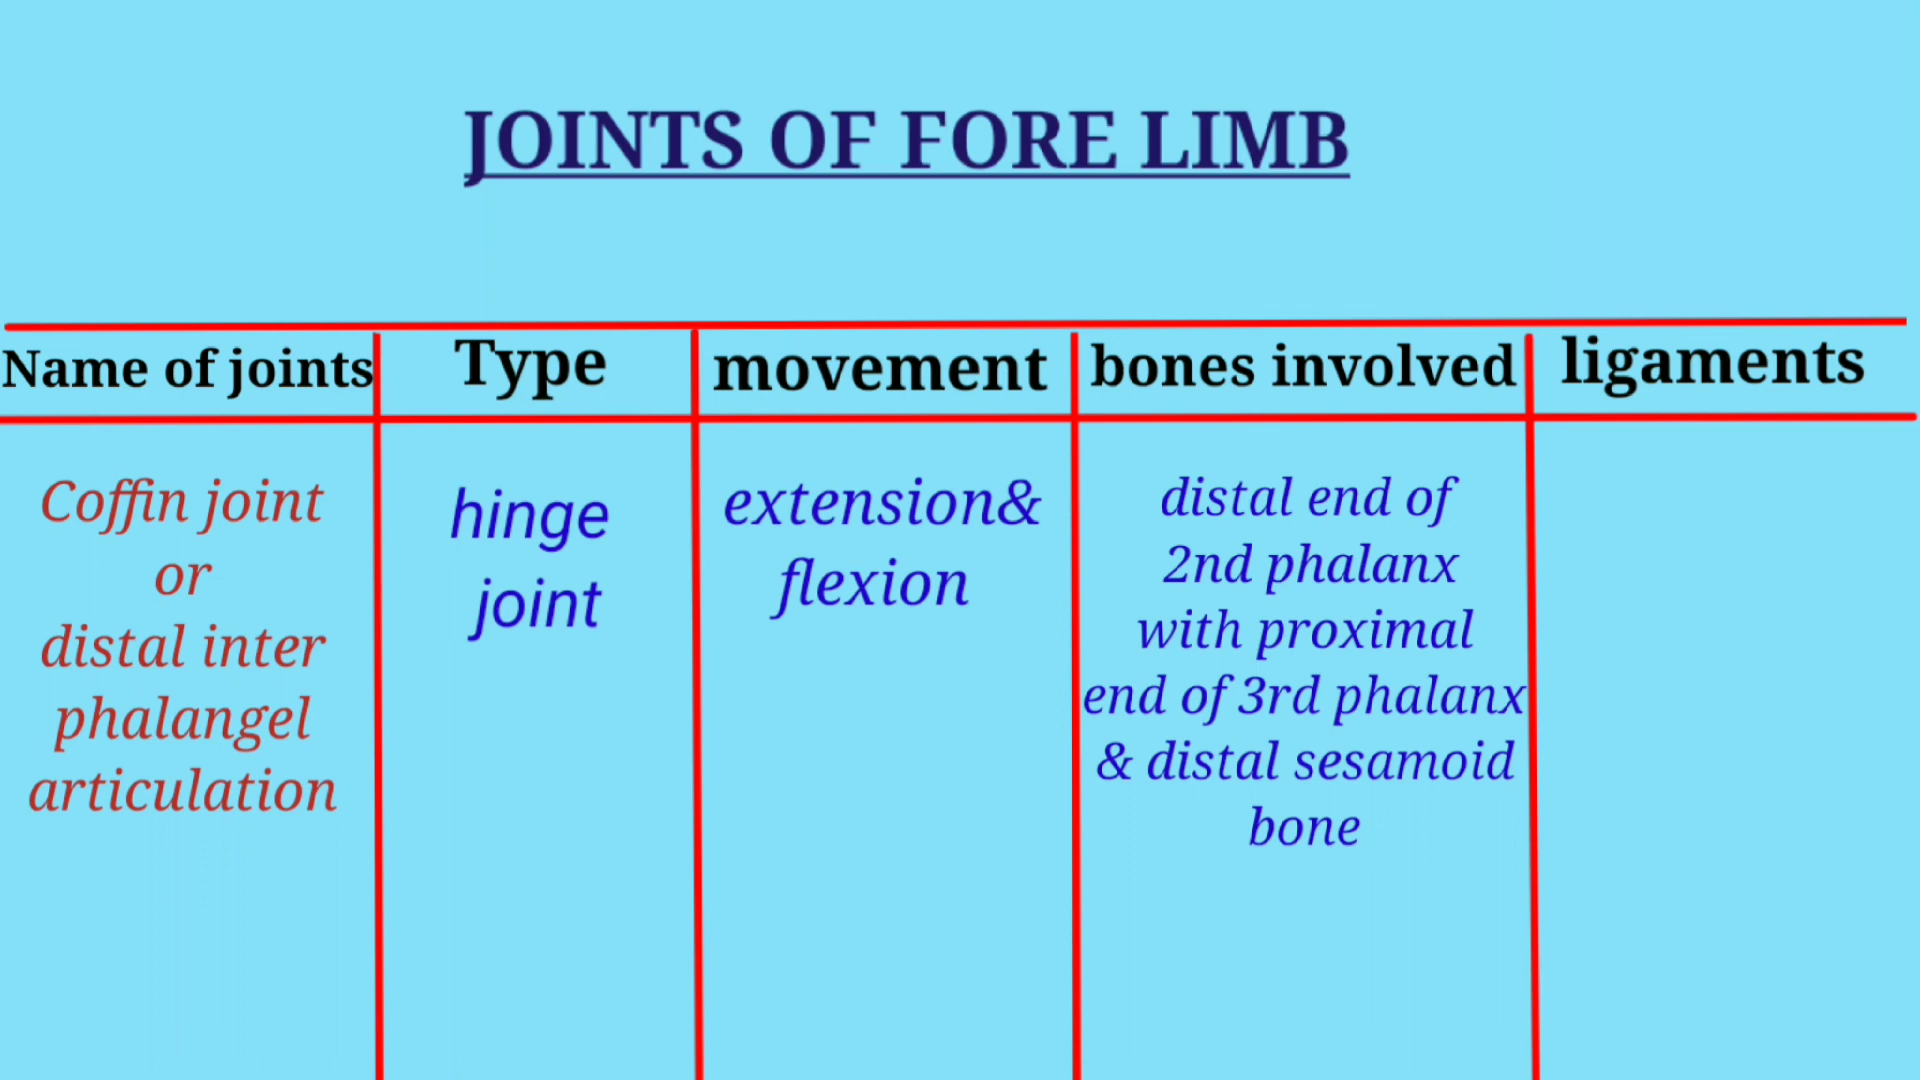 JOINTS OF FORE LIMB
Name of joints
Type
movement
bones involved
ligaments
Coffin joint
or
distal inter
phalangel
articulation
hinge
joint
extension&
flexion
distal end of
2nd phalanx
with proximal
end of 3rd phalanx
& distal sesamoid
bone